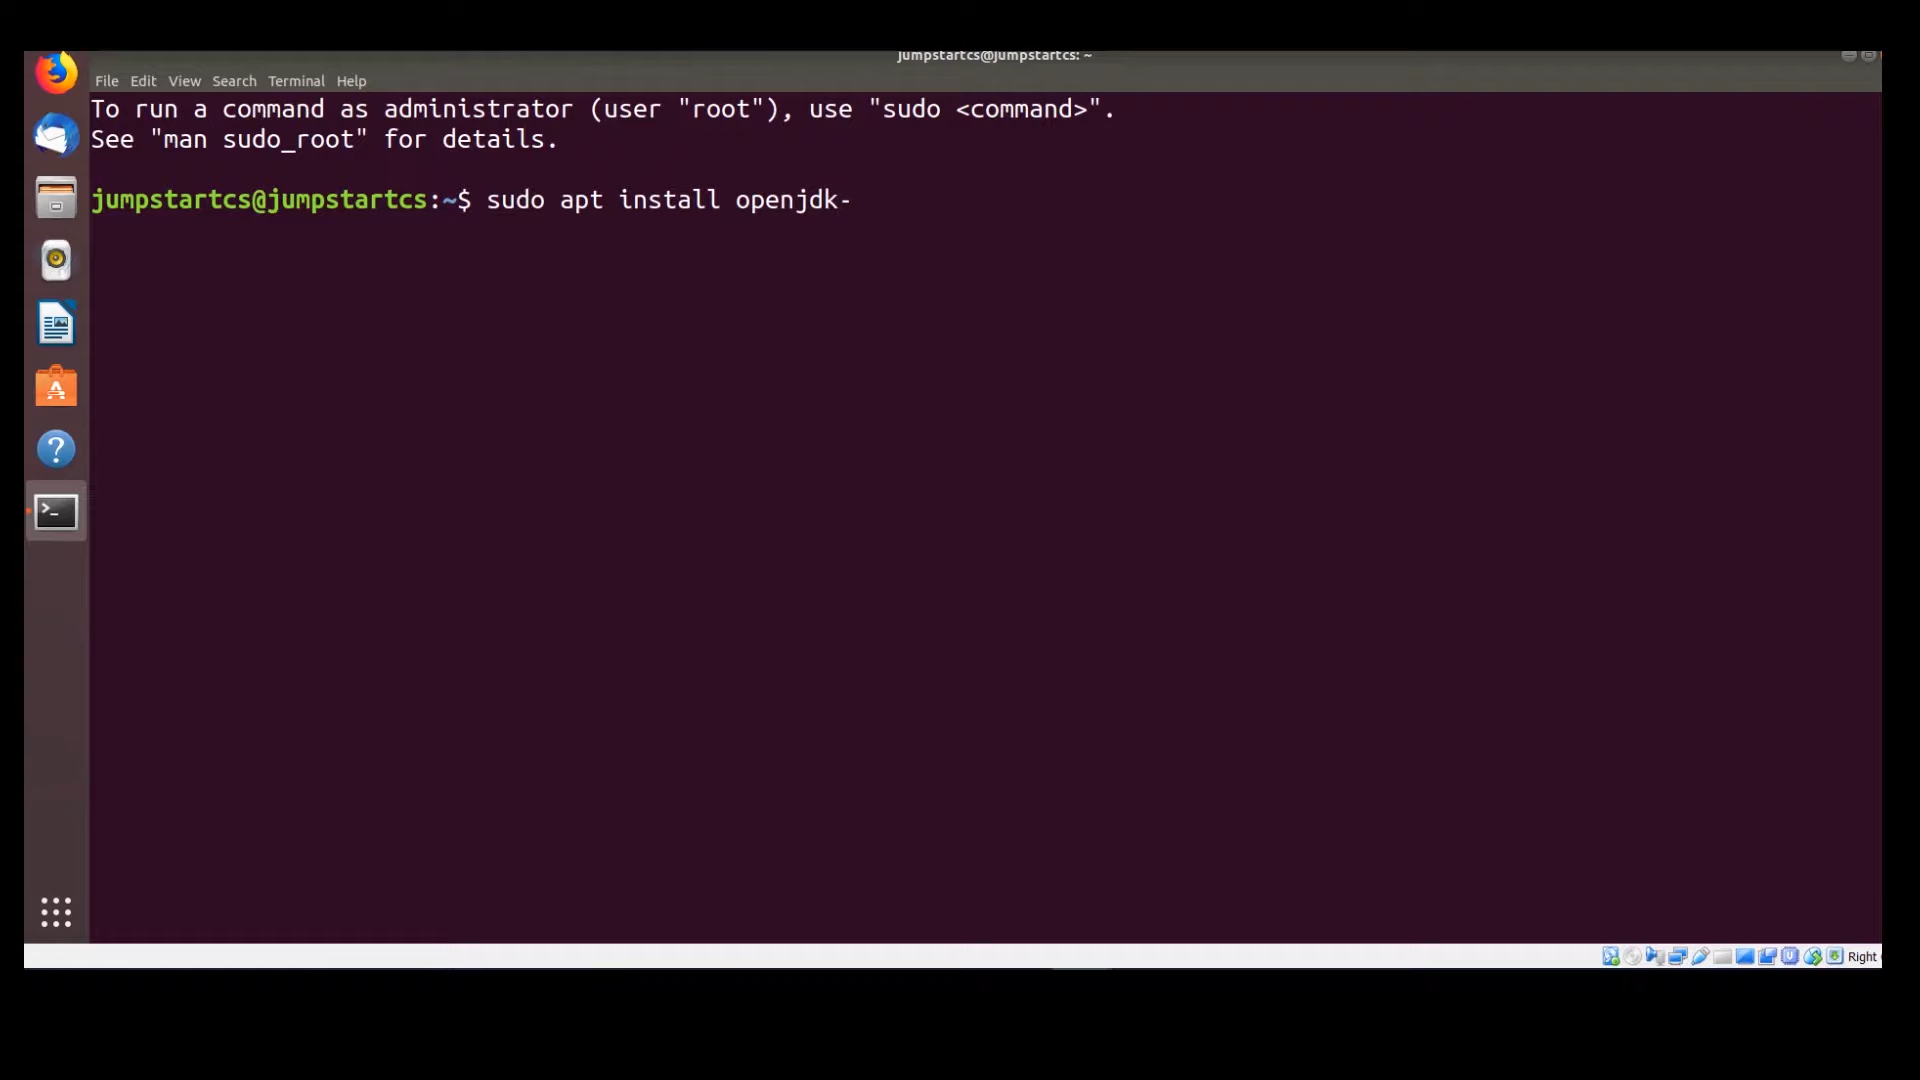 jumpstartcs@jumpstartcs: ~
File Edit View Search Terminal Help
To run a command as administrator (user "root"), use "sudo <command>".
See "man sudo_root" for details.
jumpstartcs@jumpstartcs:~$ sudo apt install openjdk-
Right